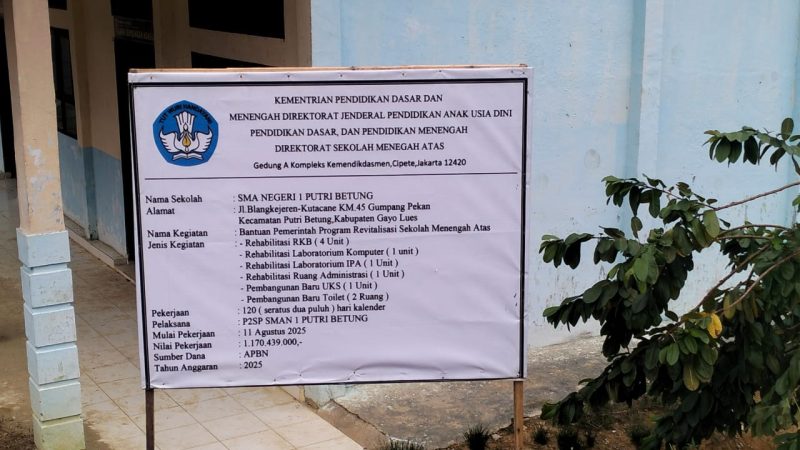 TUT WURI HANDAYANI
KEMENTRIAN PENDIDIKAN DASAR DAN
MENENGAH DIREKTORAT JENDERAL PENDIDIKAN ANAK USIA DINI
PENDIDIKAN DASAR, DAN PENDIDIKAN MENENGAH
DIREKTORAT SEKOLAH MENEGAH ATAS
Gedung A Kompleks Kemendikdasmen,Cipete,Jakarta 12420
Nama Sekolah : SMA NEGERI 1 PUTRI BETUNG
Alamat : Jl.Blangkejeren-Kutacane KM.45 Gumpang Pekan
Kecamatan Putri Betung,Kabupaten Gayo Lues
Nama Kegiatan : Bantuan Pemerintah Program Revitalisasi Sekolah Menengah Atas
Jenis Kegiatan : - Rehabilitasi RKB ( 4 Unit )
- Rehabilitasi Laboratorium Komputer ( 1 unit )
- Rehabilitasi Laboratorium IPA ( 1 Unit )
- Rehabilitasi Ruang Administrasi ( 1 Unit )
- Pembangunan Baru UKS ( 1 Unit )
- Pembangunan Baru Toilet ( 2 Ruang )
Pekerjaan : 120 ( seratus dua puluh ) hari kalender
Pelaksana : P2SP SMAN 1 PUTRI BETUNG
Mulai Pekerjaan : 11 Agustus 2025
Nilai Pekerjaan : 1.170.439.000,-
Sumber Dana : APBN
Tahun Anggaran : 2025